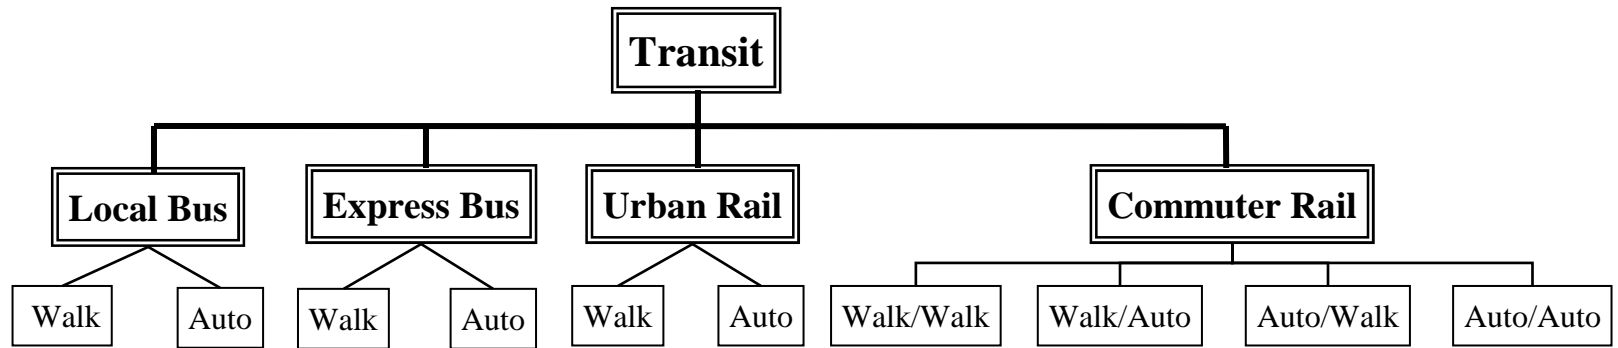 Transit
Local Bus
Express Bus
Urban Rail
Commuter Rail
Walk
Auto
Walk
Auto
Walk
Auto
Walk/Walk
Walk/Auto
Auto/Walk
Auto/Auto